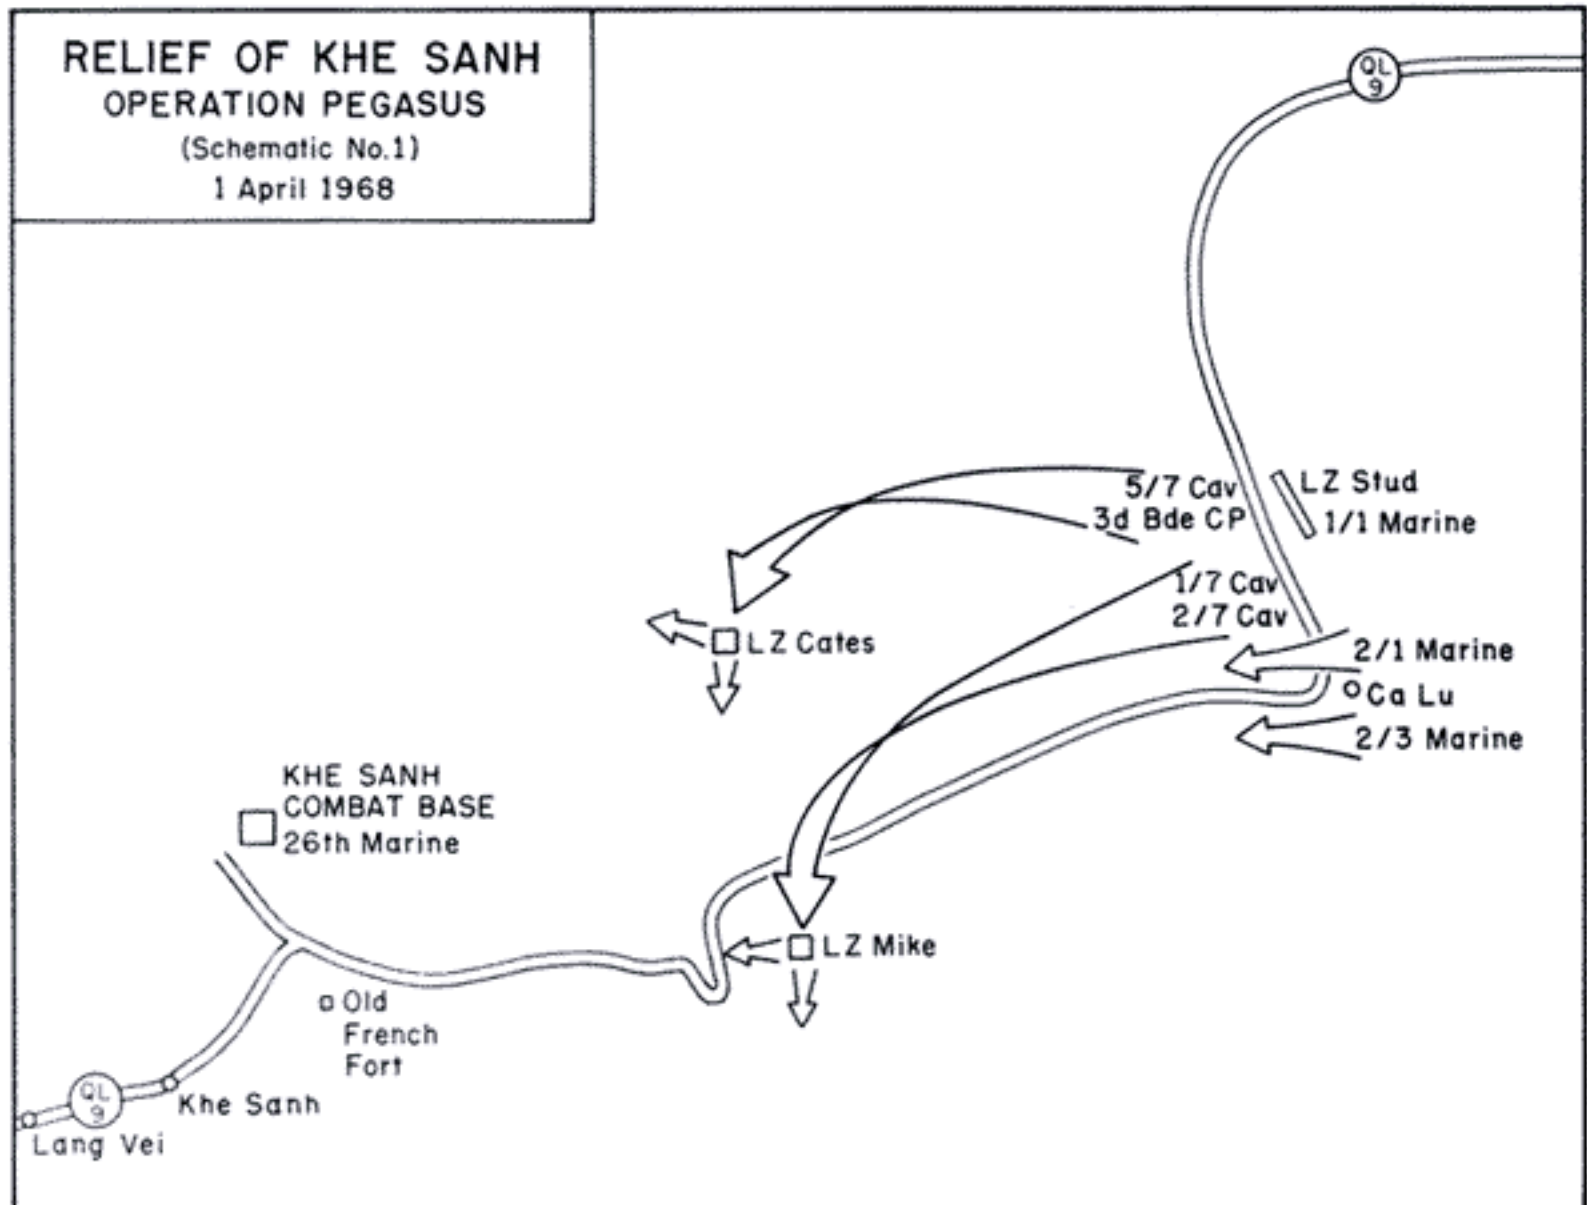 RELIEF OF KHE SANH
OPERATION PEGASUS
(Schematic No.1)
1 April 1968
QL
9
5/7 Cav
3d Bde CP
LZ Stud
1/1 Marine
1/7 Cav
2/7 Cav
2/1 Marine
LZ Cates
Ca Lu
2/3 Marine
KHE SANH
COMBAT BASE
26th Marine
LZ Mike
Old
French
Fort
QL
9
Khe Sanh
Lang Vei